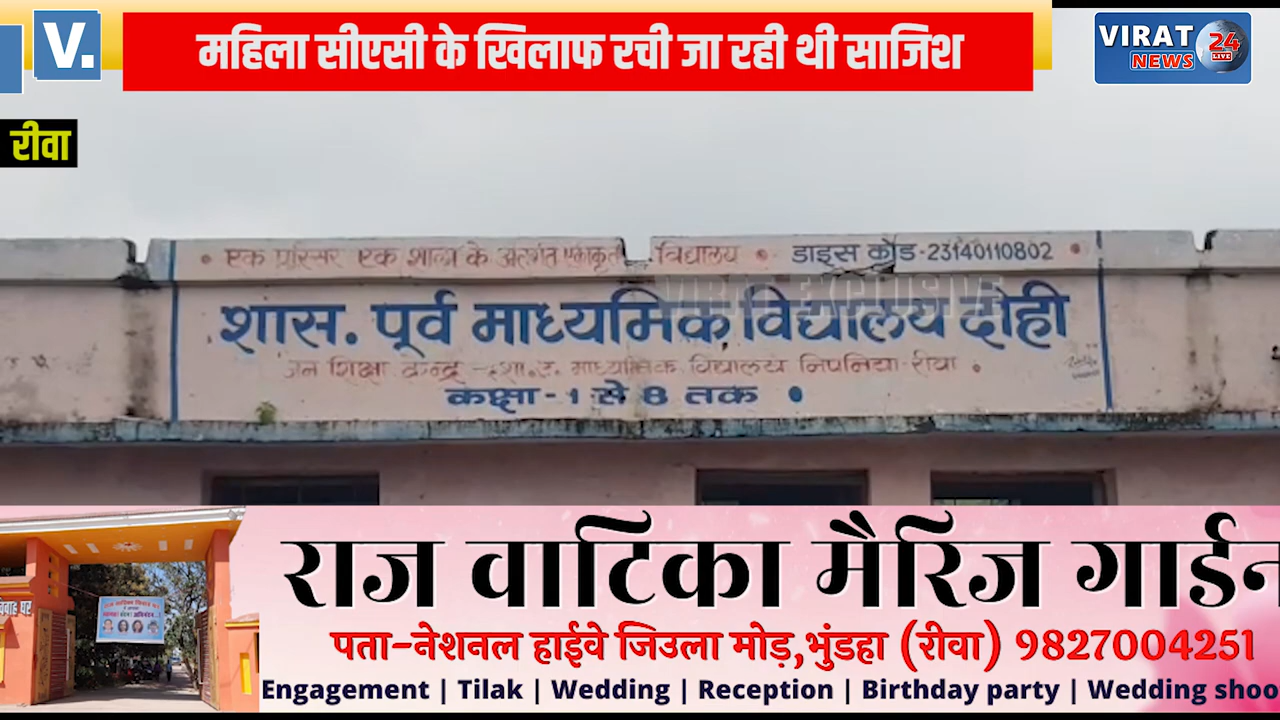 V.
महिला सीएसी के खिलाफ रची जा रही थी साजिश
VIRAT
NEWS
24
LIVE
रीवा
• एक परिसर एक शाला के अंतर्गत एकीकृत विद्यालय • डाइस कौड-23140110802 •
VIRAT EXCLUSIVE
शास. पूर्व माध्यमिक विद्यालय दोही
जन शिक्षा केन्द्र - शा.उ. माध्यमिक विद्यालय निपनिया-रीवा •
कक्षा - 1 से 8 तक •
राज वाटिका मैरिज गार्डन
पता-नेशनल हाईवे जिउला मोड़,भुंडहा (रीवा) 9827004251
Engagement | Tilak | Wedding | Reception | Birthday party | Wedding shoo